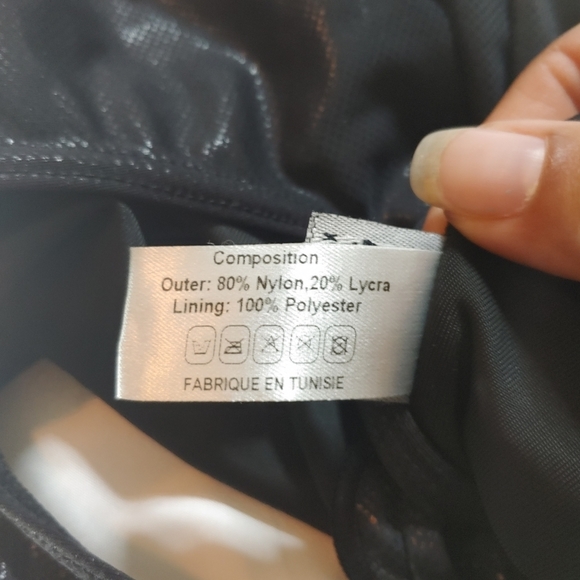 Composition
Outer: 80% Nylon,20% Lycra
Lining: 100% Polyester
FABRIQUE EN TUNISIE